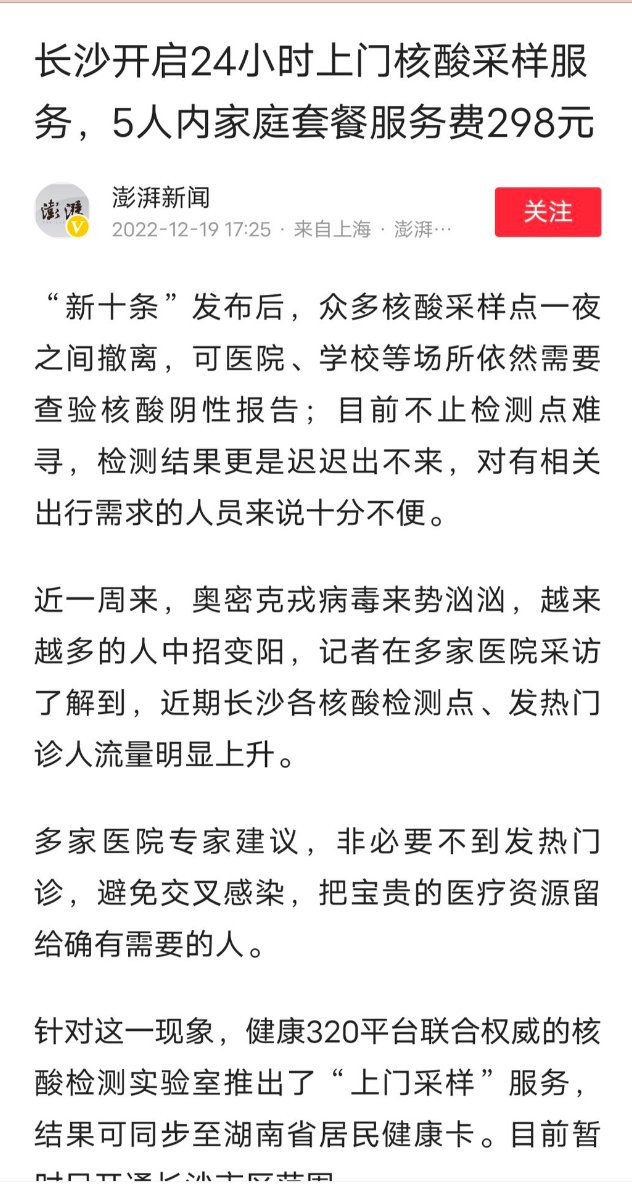 长沙开启24小时上门核酸采样服
务，5人内家庭套餐服务费298元
澎湃
澎湃新闻
2022-12-19 17:25 · 来自上海 · 澎湃…
关注
“新十条”发布后，众多核酸采样点一夜
之间撤离，可医院、学校等场所依然需要
查验核酸阴性报告；目前不止检测点难
寻，检测结果更是迟迟出不来，对有相关
出行需求的人员来说十分不便。
近一周来，奥密克戎病毒来势汹汹，越来
越多的人中招变阳，记者在多家医院采访
了解到，近期长沙各核酸检测点、发热门
诊人流量明显上升。
多家医院专家建议，非必要不到发热门
诊，避免交叉感染，把宝贵的医疗资源留
给确有需要的人。
针对这一现象，健康320平台联合权威的核
酸检测实验室推出了“上门采样”服务，
结果可同步至湖南省居民健康卡。目前暂